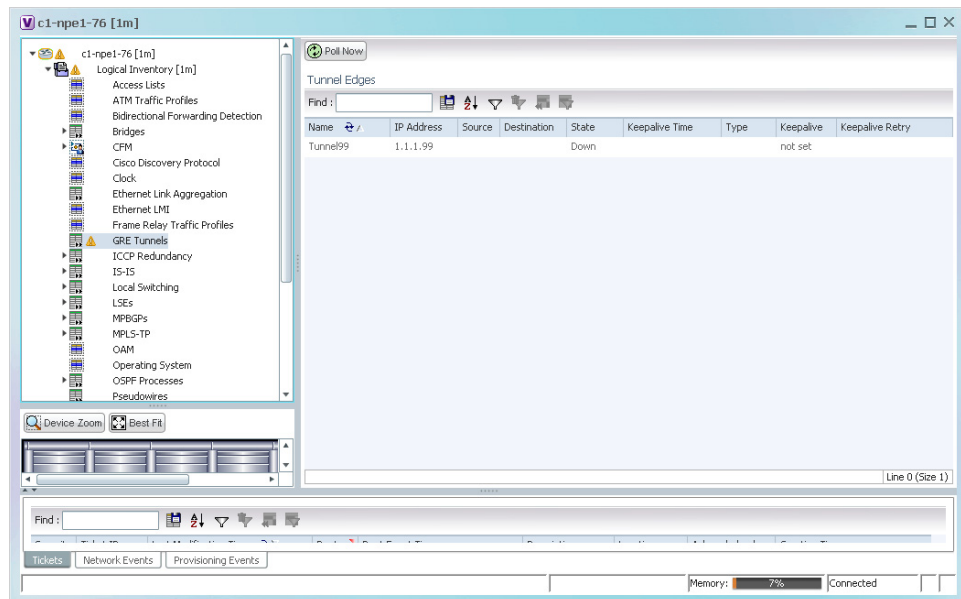 c1-npe1-76 [1m]
c1-npe1-76 [1m]
Logical Inventory [1m]
Access Lists
ATM Traffic Profiles
Bidirectional Forwarding Detection
Bridges
CFM
Cisco Discovery Protocol
Clock
Ethernet Link Aggregation
Ethernet LMI
Frame Relay Traffic Profiles
GRE Tunnels
ICCP Redundancy
IS-IS
Local Switching
LSEs
MPBGPs
MPLS-TP
OAM
Operating System
OSPF Processes
Pseudowires
Device Zoom Best Fit
Poll Now
Tunnel Edges
Find :
Name IP Address Source Destination State Keepalive Time Type Keepalive Keepalive Retry
Tunnel99 1.1.1.99 Down not set
Line 0 (Size 1)
Find :
Tickets Network Events Provisioning Events
Memory: 7% Connected